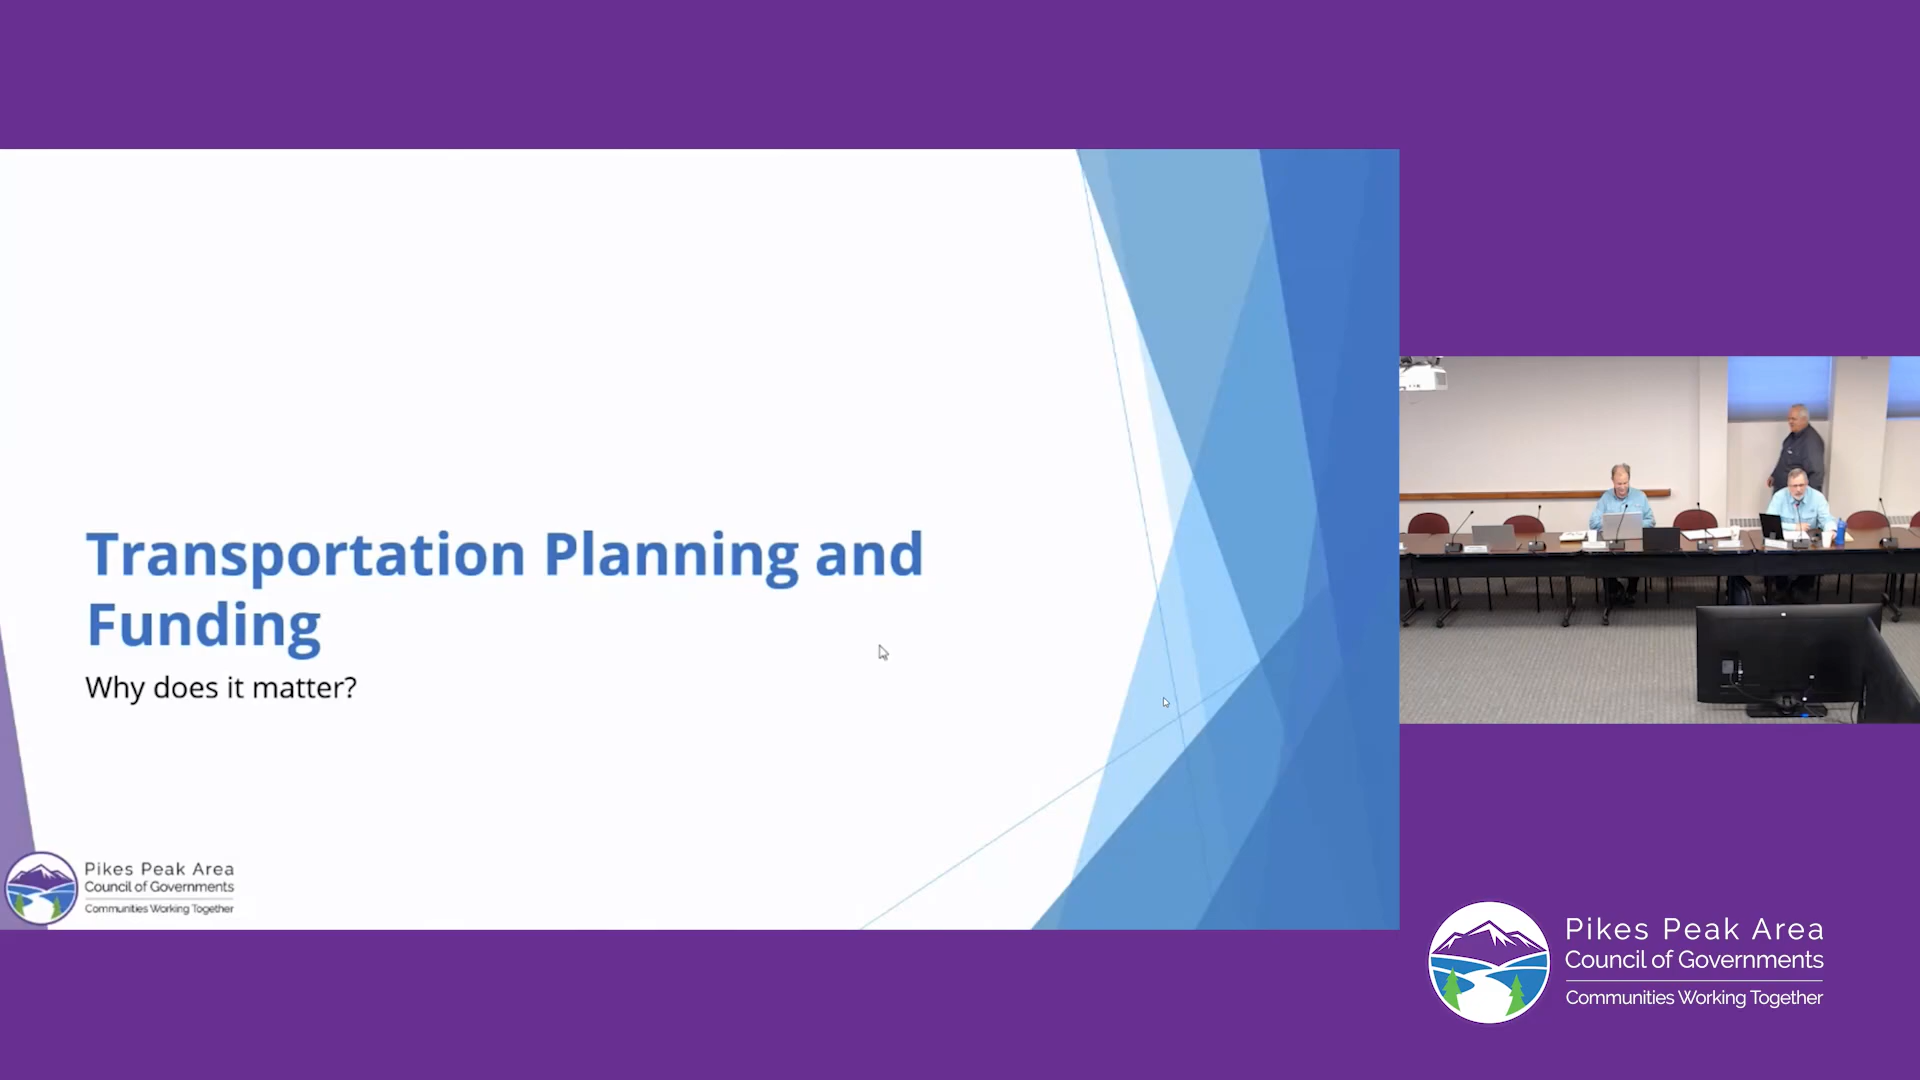 Transportation Planning and
Funding
Why does it matter?
Pikes Peak Area
Council of Governments
Communities Working Together
Pikes Peak Area
Council of Governments
Communities Working Together